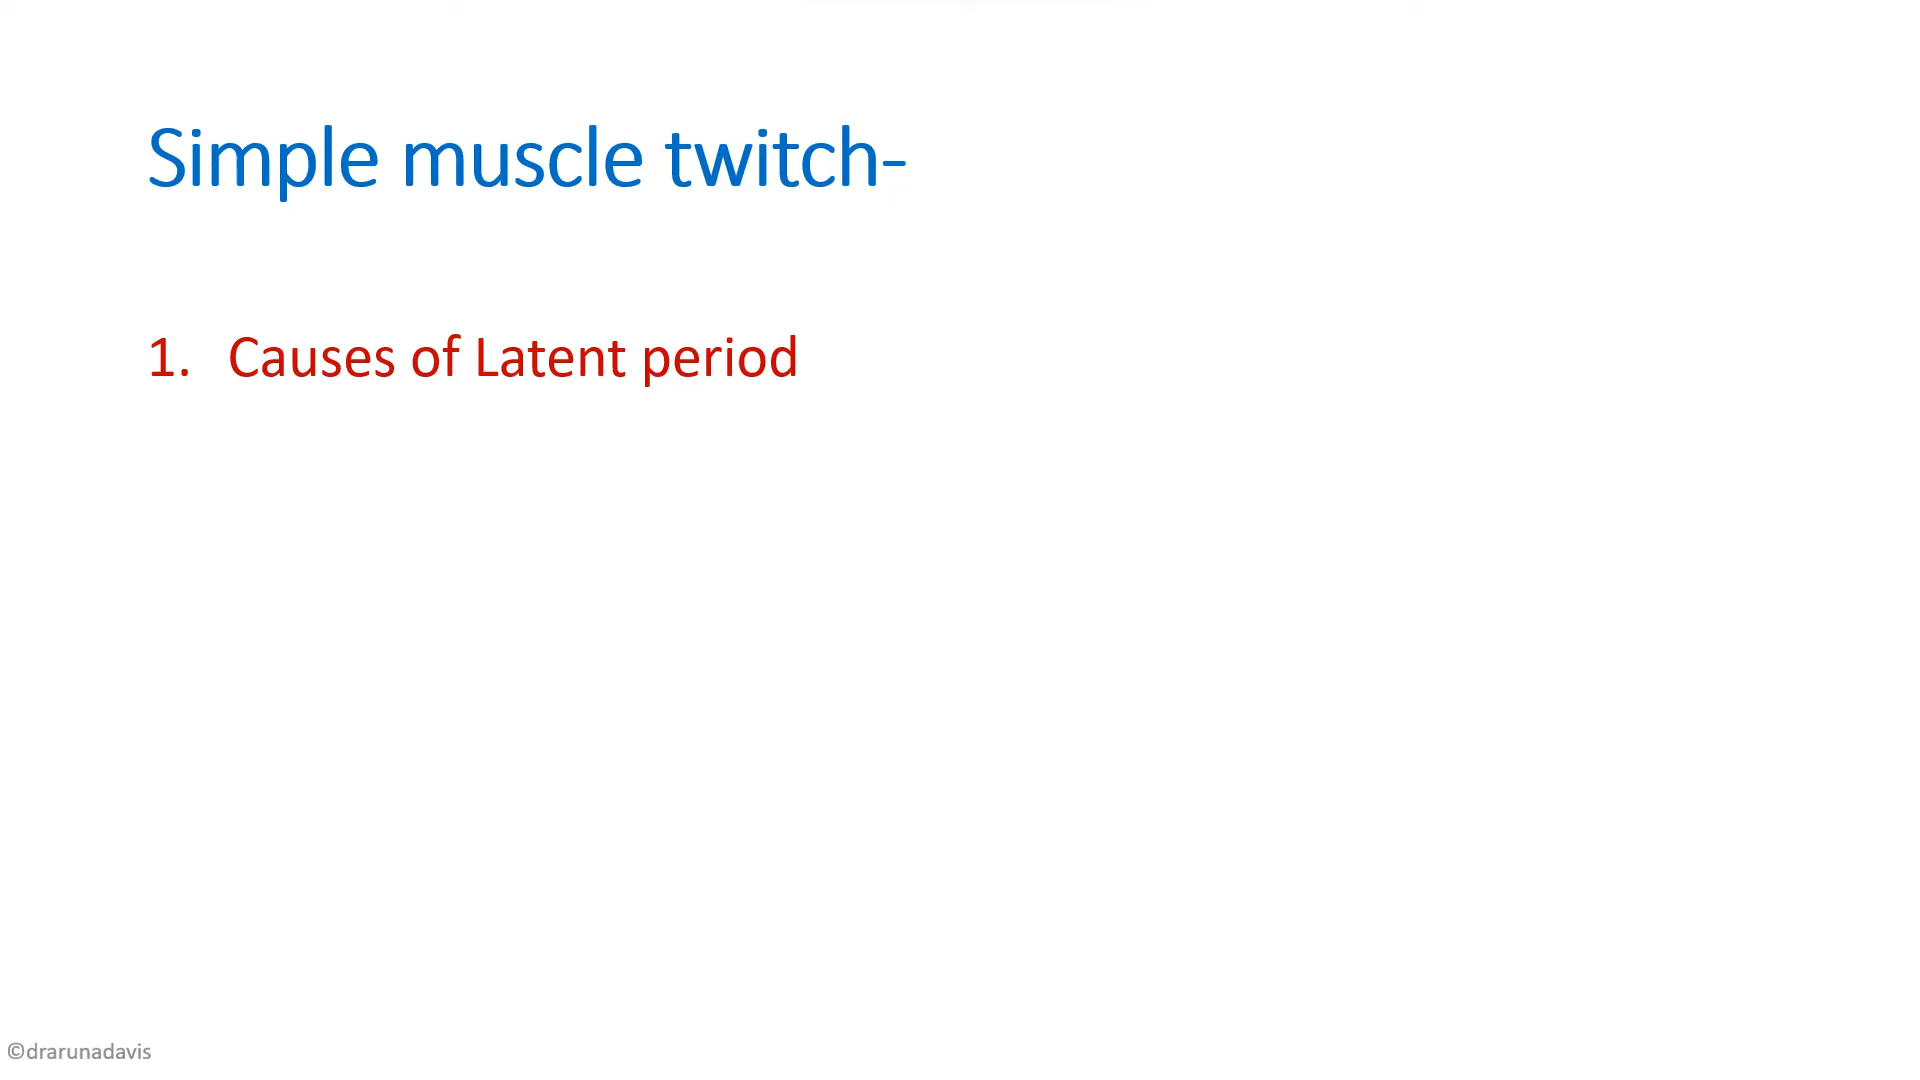 Simple muscle twitch-
1. Causes of Latent period
©drarunadavis